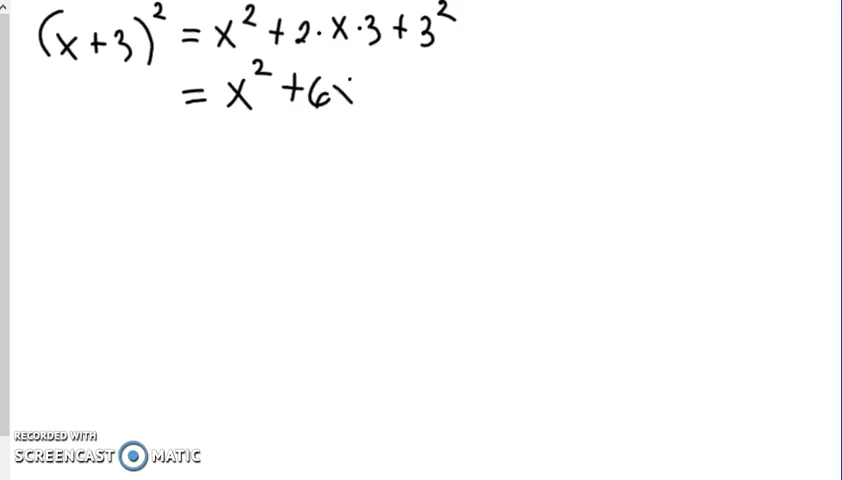 (x+3)² = x² + 2·x·3 + 3²
= x² + 6
RECORDED WITH
SCREENCAST MATIC